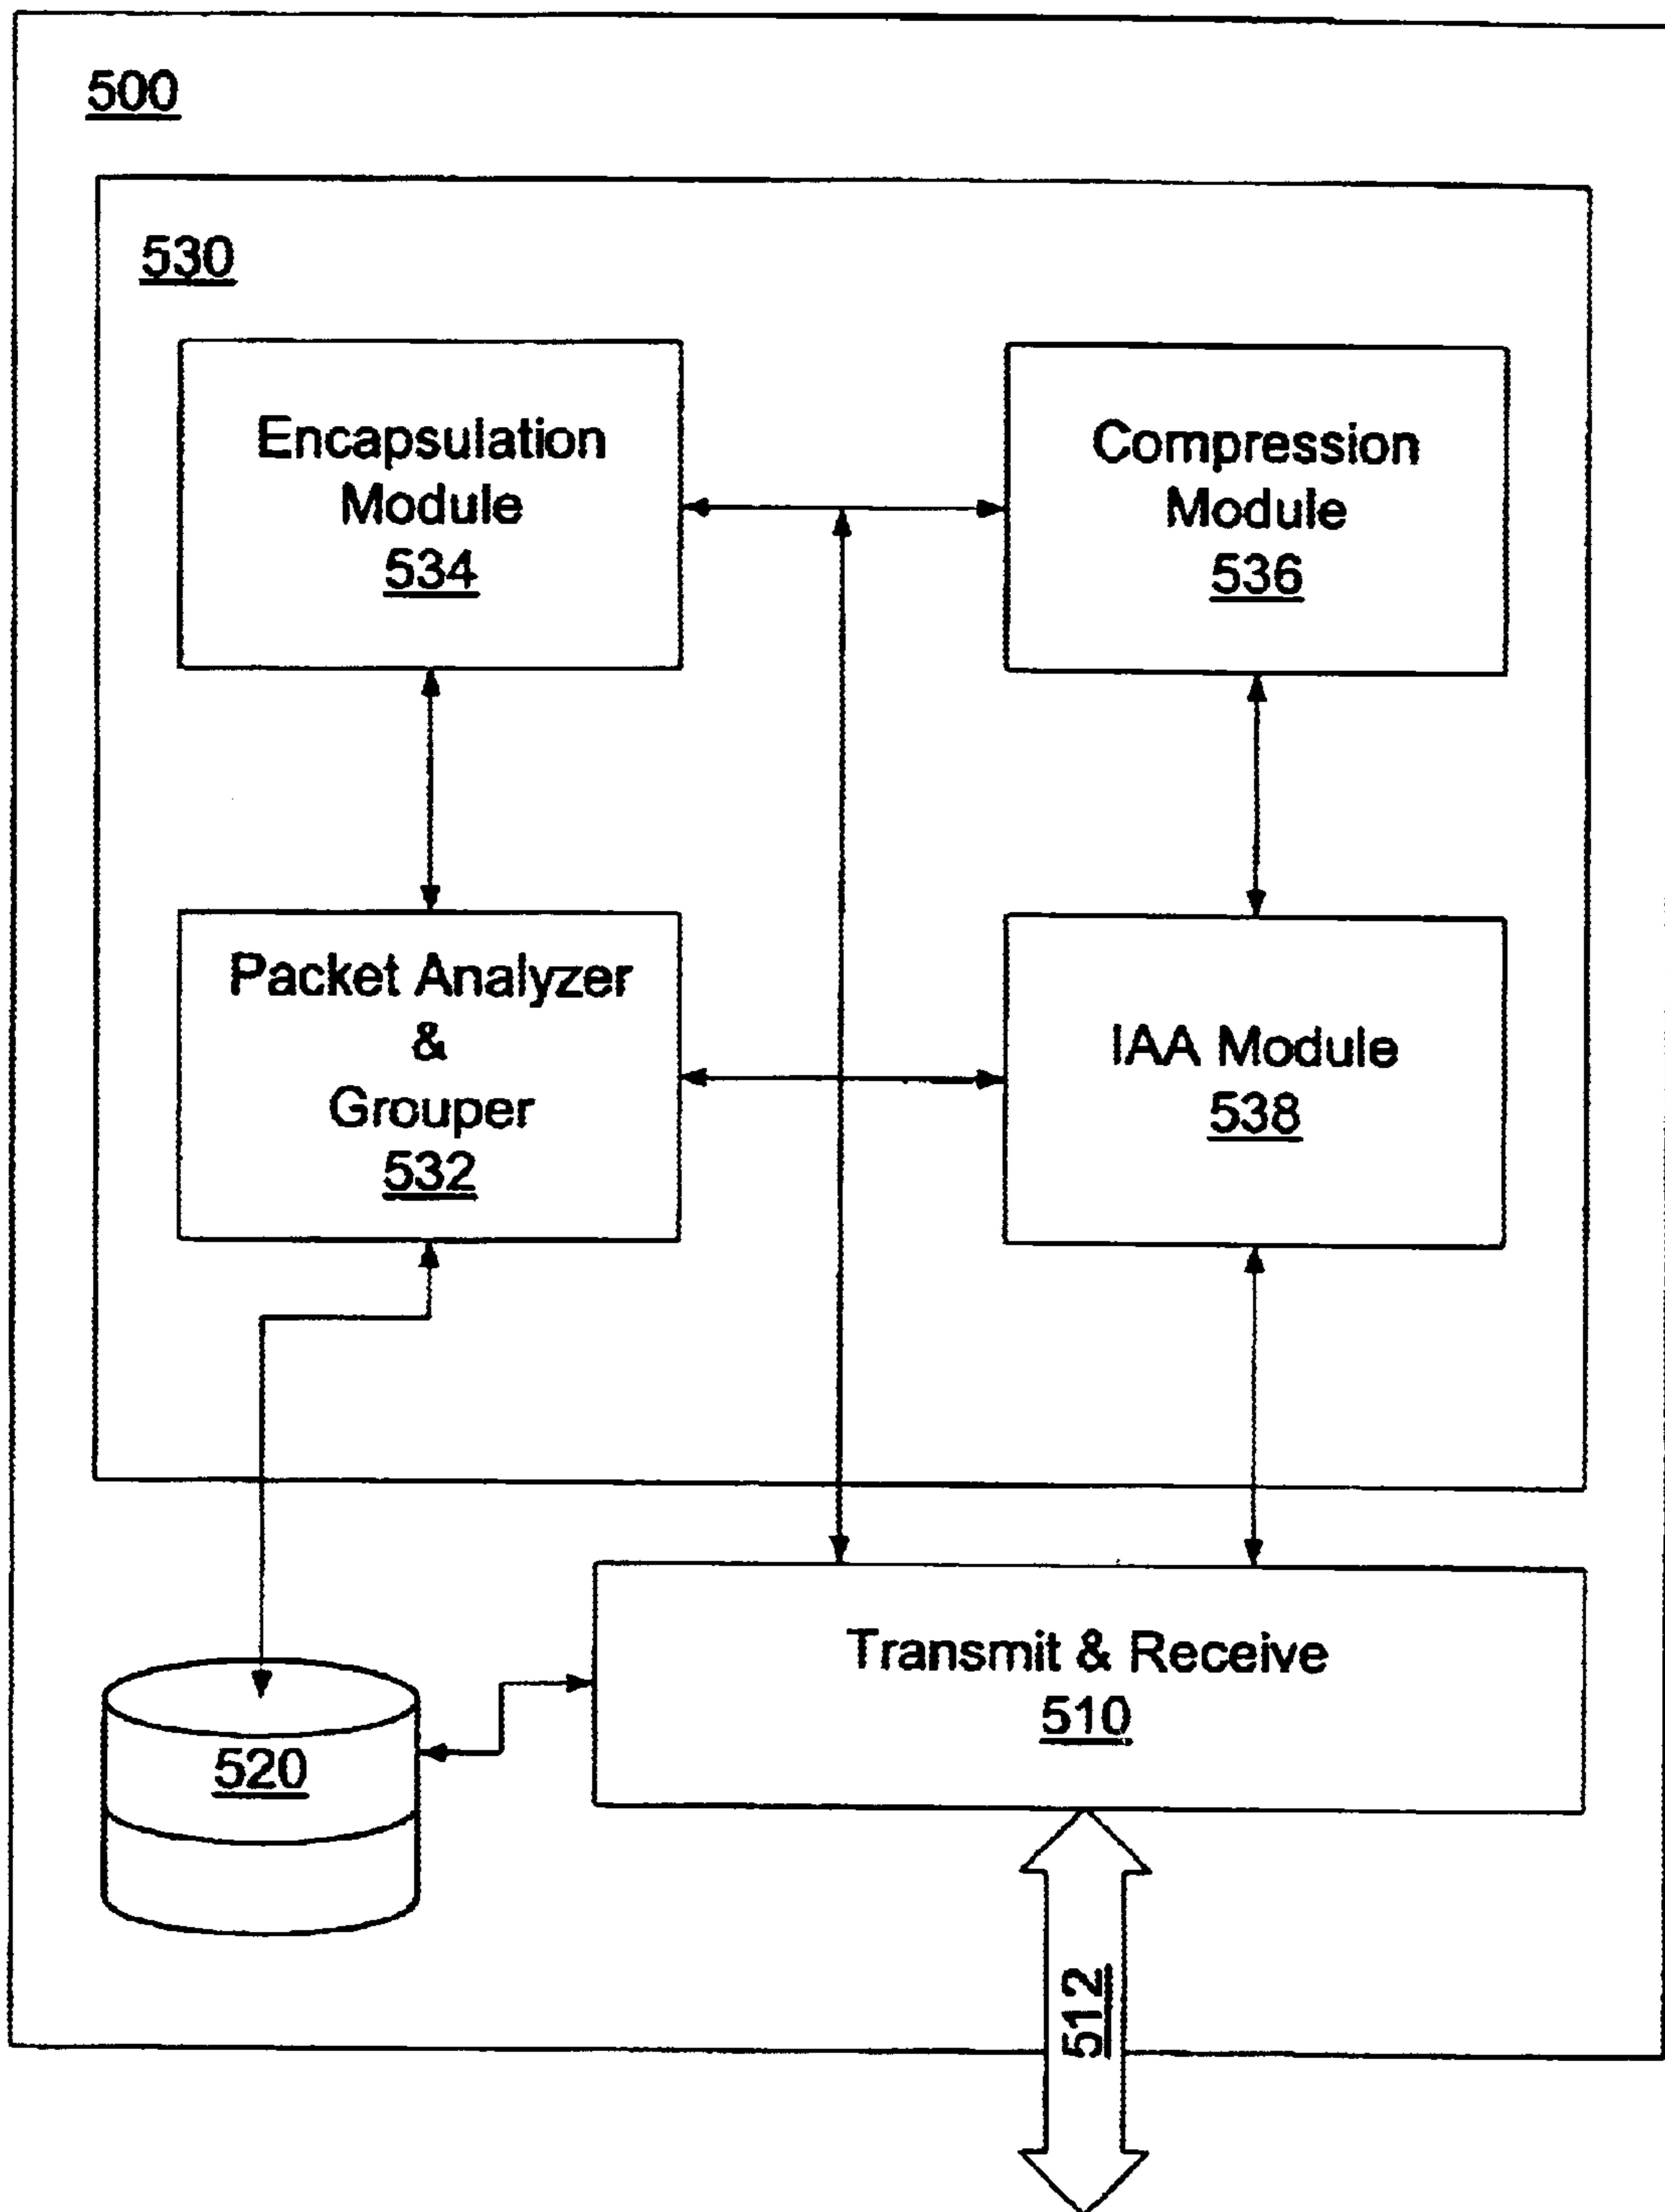 500
530
Encapsulation
Module
534
Compression
Module
536
Packet Analyzer
&
Grouper
532
IAA Module
538
Transmit & Receive
510
520
512